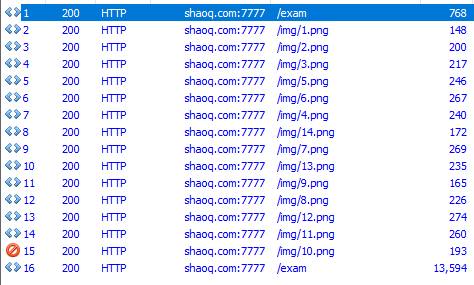 1 200 HTTP shaoq.com:7777 /exam 768
2 200 HTTP shaoq.com:7777 /img/1.png 148
3 200 HTTP shaoq.com:7777 /img/2.png 200
4 200 HTTP shaoq.com:7777 /img/3.png 217
5 200 HTTP shaoq.com:7777 /img/5.png 246
6 200 HTTP shaoq.com:7777 /img/6.png 267
7 200 HTTP shaoq.com:7777 /img/4.png 240
8 200 HTTP shaoq.com:7777 /img/14.png 172
9 200 HTTP shaoq.com:7777 /img/7.png 269
10 200 HTTP shaoq.com:7777 /img/13.png 235
11 200 HTTP shaoq.com:7777 /img/9.png 165
12 200 HTTP shaoq.com:7777 /img/8.png 226
13 200 HTTP shaoq.com:7777 /img/12.png 274
14 200 HTTP shaoq.com:7777 /img/11.png 260
15 200 HTTP shaoq.com:7777 /img/10.png 193
16 200 HTTP shaoq.com:7777 /exam 13,594